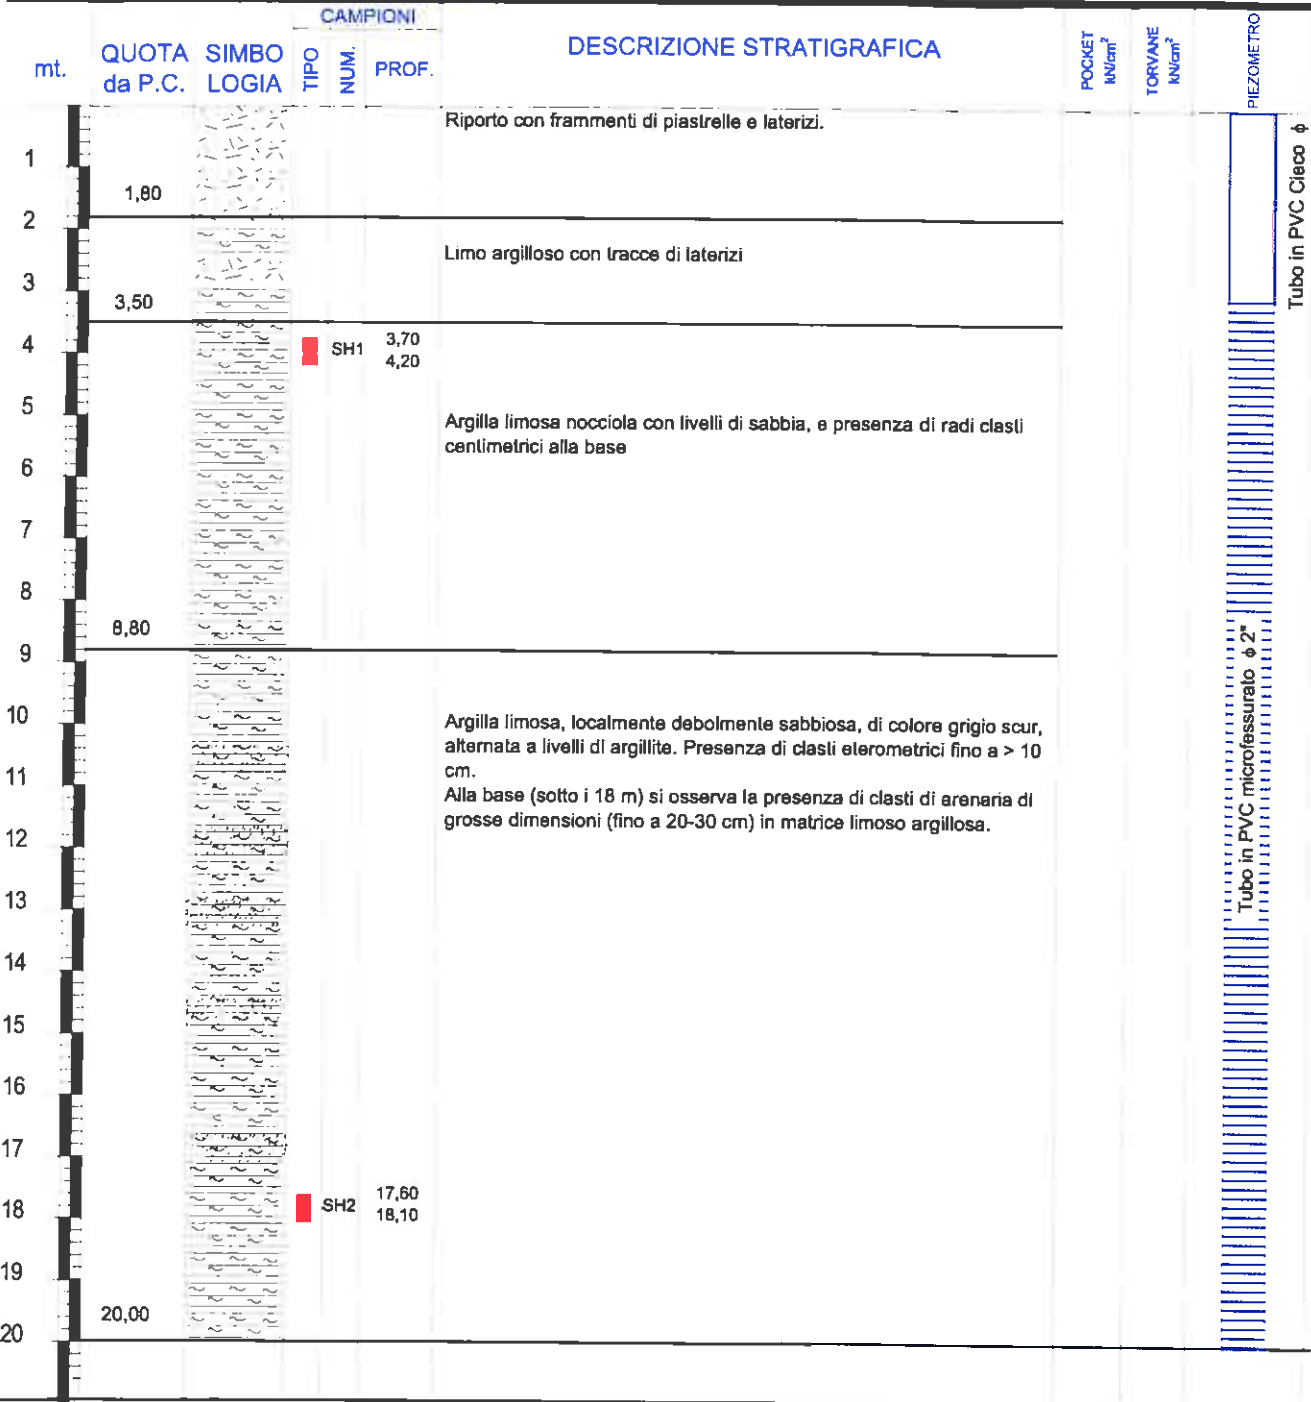 CAMPIONI
mt.
QUOTA da P.C.
SIMBO LOGIA
TIPO
NUM.
PROF.
DESCRIZIONE STRATIGRAFICA
POCKET kN/cm²
TORVANE kN/cm²
PIEZOMETRO
Riporto con frammenti di piastrelle e laterizi.
1
1,80
2
Limo argilloso con tracce di laterizi
3
3,50
4
SH1
3,70
4,20
5
Argilla limosa nocciola con livelli di sabbia, e presenza di radi clasti
centimetrici alla base
6
7
8
8,80
9
10
Argilla limosa, localmente debolmente sabbiosa, di colore grigio scur,
alternata a livelli di argillite. Presenza di clasti eterometrici fino a > 10
cm.
11
Alla base (sotto i 18 m) si osserva la presenza di clasti di arenaria di
grosse dimensioni (fino a 20-30 cm) in matrice limoso argillosa.
12
13
14
15
16
17
18
SH2
17,60
18,10
19
20,00
20
Tubo in PVC Cieco ϕ
Tubo in PVC microfessurato ϕ 2"